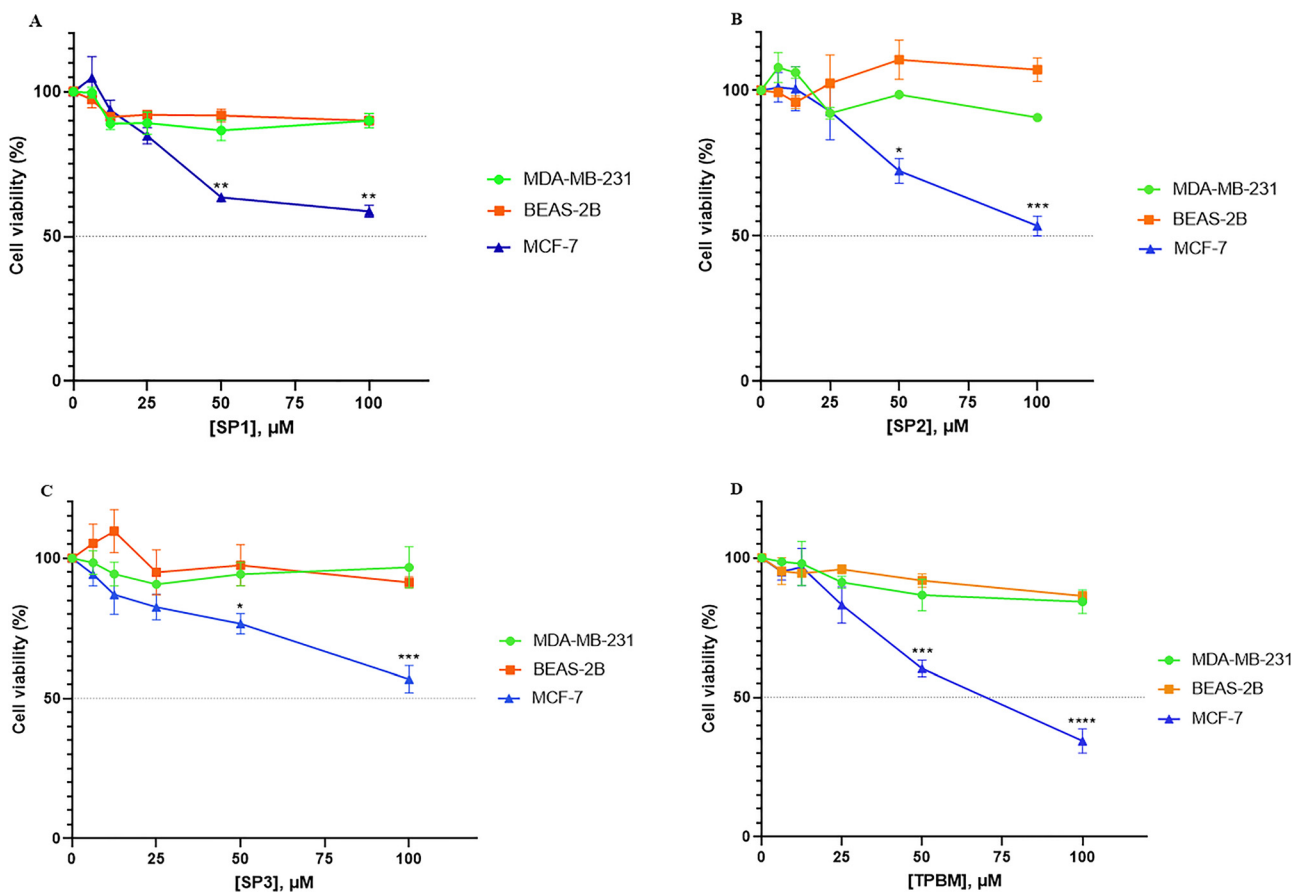 A
Cell viability (%)
100
50
0
**
**
0 25 50 75 100
[SP1], µM
MDA-MB-231
BEAS-2B
MCF-7
B
Cell viability (%)
100
50
0
*
***
0 25 50 75 100
[SP2], µM
MDA-MB-231
BEAS-2B
MCF-7
C
Cell viability (%)
100
50
0
*
***
0 25 50 75 100
[SP3], µM
MDA-MB-231
BEAS-2B
MCF-7
D
Cell viability (%)
100
50
0
***
****
0 25 50 75 100
[TPBM], µM
MDA-MB-231
BEAS-2B
MCF-7